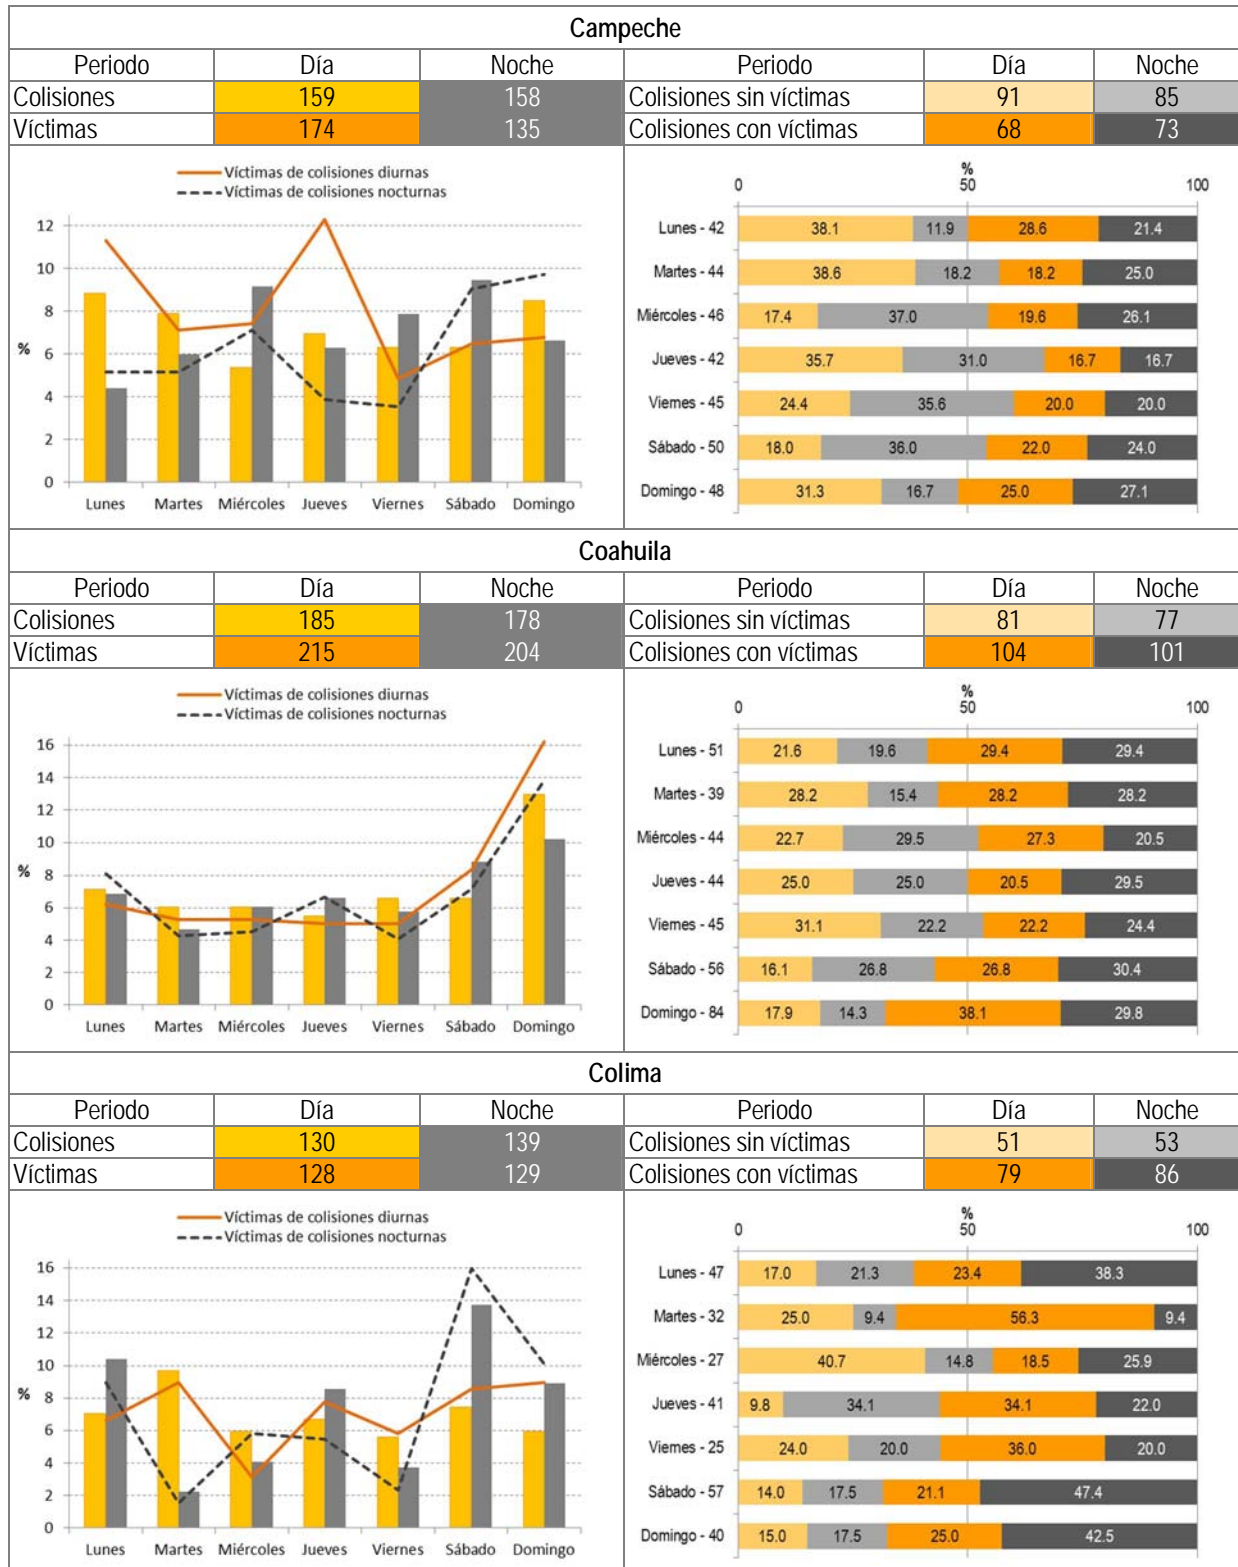 Campeche
Periodo Día Noche Periodo Día Noche
Colisiones 159 158 Colisiones sin víctimas 91 85
Víctimas 174 135 Colisiones con víctimas 68 73
Víctimas de colisiones diurnas
Víctimas de colisiones nocturnas
12
10
8
6
4
2
0
%
Lunes Martes Miércoles Jueves Viernes Sábado Domingo
%
0 50 100
Lunes - 42 38.1 11.9 28.6 21.4
Martes - 44 38.6 18.2 18.2 25.0
Miércoles - 46 17.4 37.0 19.6 26.1
Jueves - 42 35.7 31.0 16.7 16.7
Viernes - 45 24.4 35.6 20.0 20.0
Sábado - 50 18.0 36.0 22.0 24.0
Domingo - 48 31.3 16.7 25.0 27.1
Coahuila
Periodo Día Noche Periodo Día Noche
Colisiones 185 178 Colisiones sin víctimas 81 77
Víctimas 215 204 Colisiones con víctimas 104 101
Víctimas de colisiones diurnas
Víctimas de colisiones nocturnas
16
14
12
10
8
6
4
2
0
%
Lunes Martes Miércoles Jueves Viernes Sábado Domingo
%
0 50 100
Lunes - 51 21.6 19.6 29.4 29.4
Martes - 39 28.2 15.4 28.2 28.2
Miércoles - 44 22.7 29.5 27.3 20.5
Jueves - 44 25.0 25.0 20.5 29.5
Viernes - 45 31.1 22.2 22.2 24.4
Sábado - 56 16.1 26.8 26.8 30.4
Domingo - 84 17.9 14.3 38.1 29.8
Colima
Periodo Día Noche Periodo Día Noche
Colisiones 130 139 Colisiones sin víctimas 51 53
Víctimas 128 129 Colisiones con víctimas 79 86
Víctimas de colisiones diurnas
Víctimas de colisiones nocturnas
16
14
12
10
8
6
4
2
0
%
Lunes Martes Miércoles Jueves Viernes Sábado Domingo
%
0 50 100
Lunes - 47 17.0 21.3 23.4 38.3
Martes - 32 25.0 9.4 56.3 9.4
Miércoles - 27 40.7 14.8 18.5 25.9
Jueves - 41 9.8 34.1 34.1 22.0
Viernes - 25 24.0 20.0 36.0 20.0
Sábado - 57 14.0 17.5 21.1 47.4
Domingo - 40 15.0 17.5 25.0 42.5